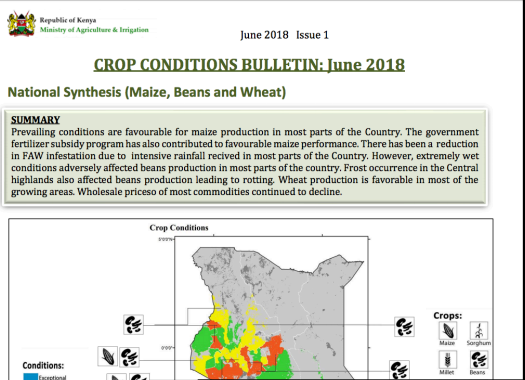 Republic of Kenya
Ministry of Agriculture & Irrigation
June 2018 Issue 1
CROP CONDITIONS BULLETIN: June 2018
National Synthesis (Maize, Beans and Wheat)
SUMMARY
Prevailing conditions are favourable for maize production in most parts of the Country. The government
fertilizer subsidy program has also contributed to favourable maize performance. There has been a reduction
in FAW infestatiion due to intensive rainfall recived in most parts of the Country. However, extremely wet
conditions adversely affected beans production in most parts of the country. Frost occurrence in the Central
highlands also affected beans production leading to rotting. Wheat production is favorable in most of the
growing areas. Wholesale priceso of most commodities continued to decline.
Crop Conditions
5°0'0"N
0°0'0"
Crops:
Maize Sorghum
Millet Beans
Conditions:
Exceptional